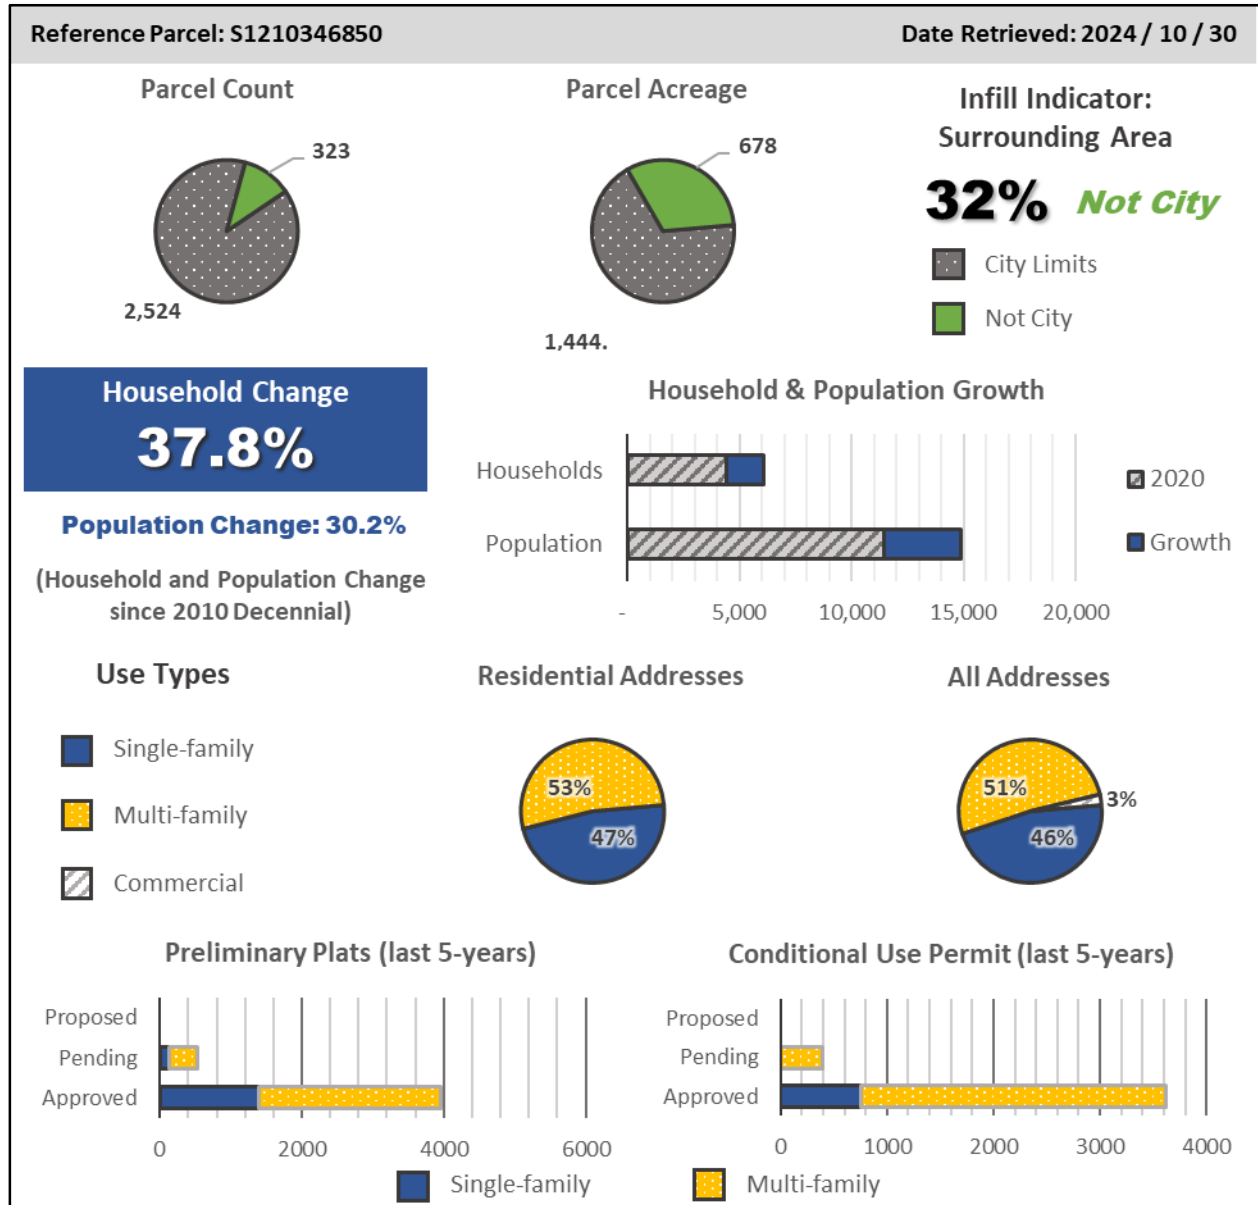 Reference Parcel: S1210346850
Date Retrieved: 2024 / 10 / 30
Parcel Count
323
2,524
Parcel Acreage
678
1,444.
Infill Indicator:
Surrounding Area
32% Not City
City Limits
Not City
Household Change
37.8%
Population Change: 30.2%
(Household and Population Change
since 2010 Decennial)
Household & Population Growth
Households
Population
- 5,000 10,000 15,000 20,000
2020
Growth
Use Types
Single-family
Multi-family
Commercial
Residential Addresses
53%
47%
All Addresses
51%
3%
46%
Preliminary Plats (last 5-years)
Proposed
Pending
Approved
0 2000 4000 6000
Conditional Use Permit (last 5-years)
Proposed
Pending
Approved
0 1000 2000 3000 4000
Single-family
Multi-family